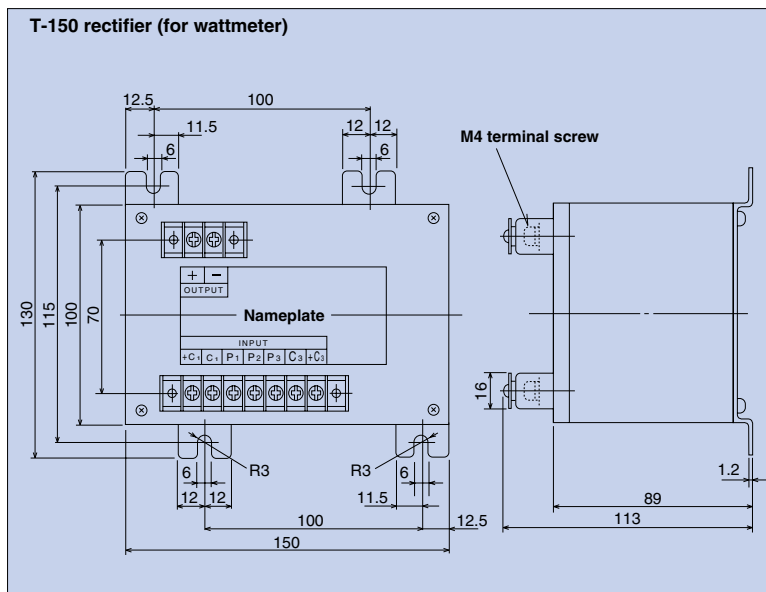 T-150 rectifier (for wattmeter)
12.5
100
11.5
12 12
6
6
M4 terminal screw
130
115
100
70
+ −
OUTPUT
Nameplate
INPUT
+C1 C1 P1 P2 P3 C3 +C3
16
R3
R3
6
6
12 12
11.5
1.2
100
12.5
89
150
113